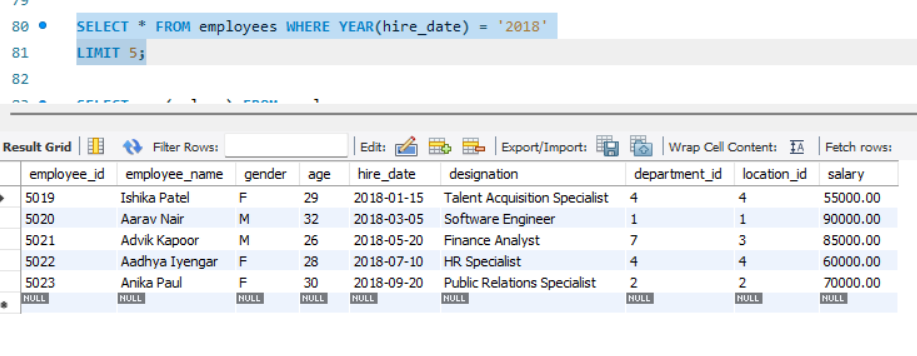 79
80 SELECT * FROM employees WHERE YEAR(hire_date) = '2018'
81 LIMIT 5;
82
Result Grid Filter Rows: Edit: Export/Import: Wrap Cell Content: Fetch rows:
employee_id employee_name gender age hire_date designation department_id location_id salary
5019 Ishika Patel F 29 2018-01-15 Talent Acquisition Specialist 4 4 55000.00
5020 Aarav Nair M 32 2018-03-05 Software Engineer 1 1 90000.00
5021 Advik Kapoor M 26 2018-05-20 Finance Analyst 7 3 85000.00
5022 Aadhya Iyengar F 28 2018-07-10 HR Specialist 4 4 60000.00
5023 Anika Paul F 30 2018-09-20 Public Relations Specialist 2 2 70000.00
NULL NULL NULL NULL NULL NULL NULL NULL NULL